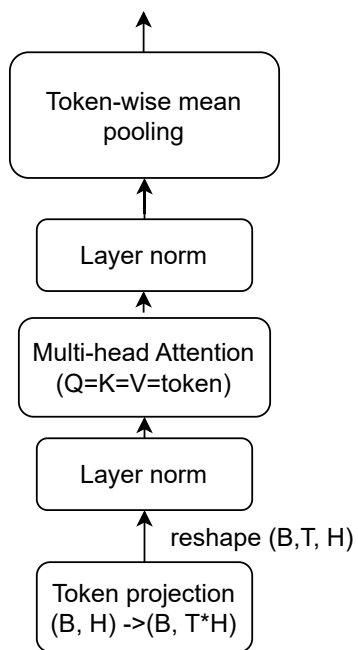 Token-wise mean
pooling
Layer norm
Multi-head Attention
(Q=K=V=token)
Layer norm
reshape (B,T, H)
Token projection
(B, H) ->(B, T*H)